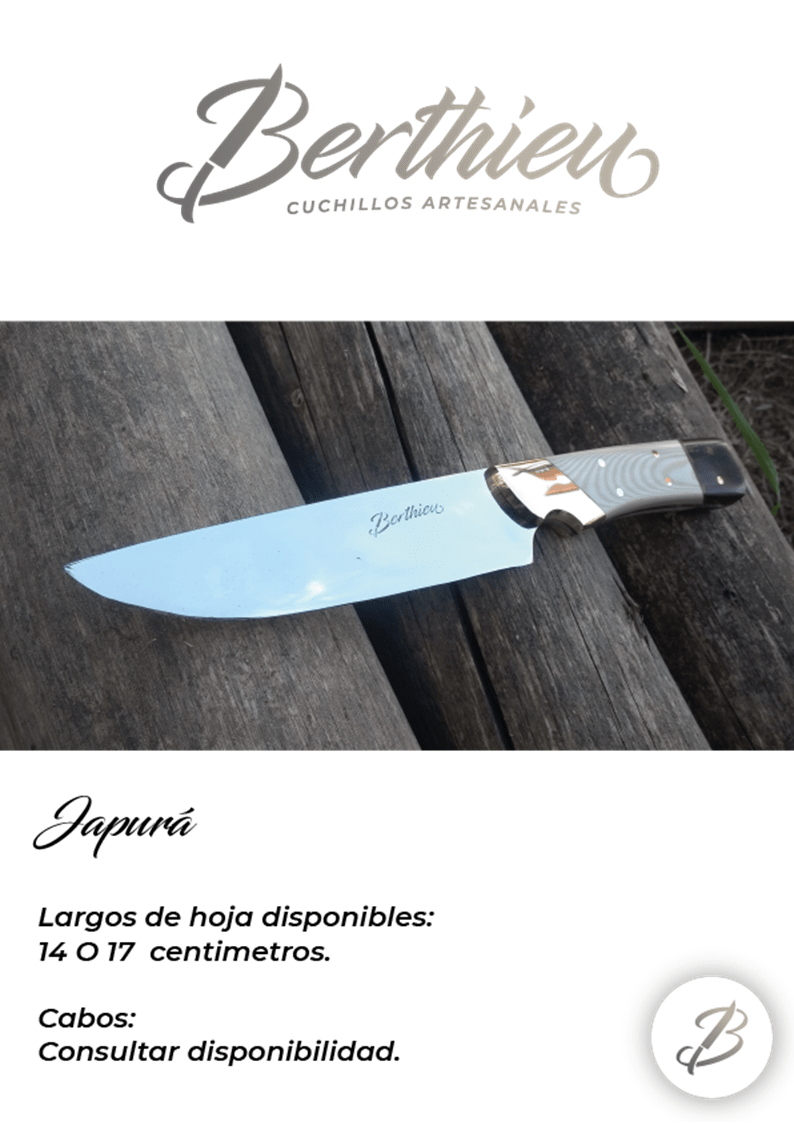 Berthieu
CUCHILLOS ARTESANALES
Berthieu
Japurá
Largos de hoja disponibles:
14 O 17 centimetros.
Cabos:
Consultar disponibilidad.
B